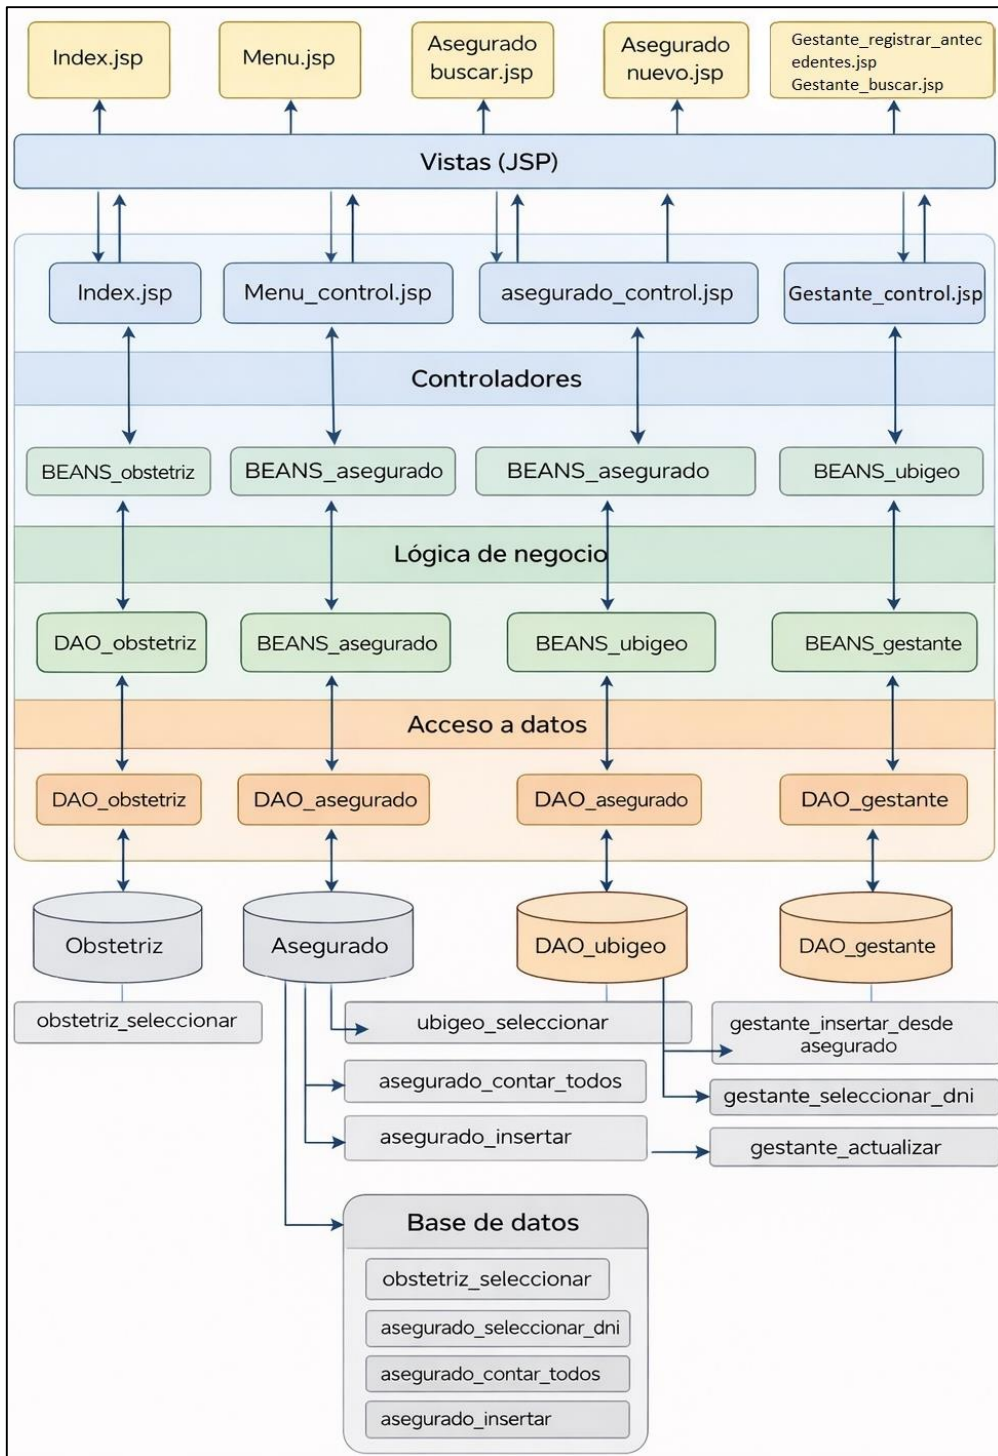 Index.jsp
Menu.jsp
Asegurado
buscar.jsp
Asegurado
nuevo.jsp
Gestante_registrar_antec
edentes.jsp
Gestante_buscar.jsp
Vistas (JSP)
Index.jsp
Menu_control.jsp
asegurado_control.jsp
Gestante_control.jsp
Controladores
BEANS_obstetriz
BEANS_asegurado
BEANS_asegurado
BEANS_ubigeo
Lógica de negocio
DAO_obstetriz
BEANS_asegurado
BEANS_ubigeo
BEANS_gestante
Acceso a datos
DAO_obstetriz
DAO_asegurado
DAO_asegurado
DAO_gestante
Obstetriz
Asegurado
DAO_ubigeo
DAO_gestante
obstetriz_seleccionar
ubigeo_seleccionar
gestante_insertar_desde
asegurado
asegurado_contar_todos
gestante_seleccionar_dni
asegurado_insertar
gestante_actualizar
Base de datos
obstetriz_seleccionar
asegurado_seleccionar_dni
asegurado_contar_todos
asegurado_insertar